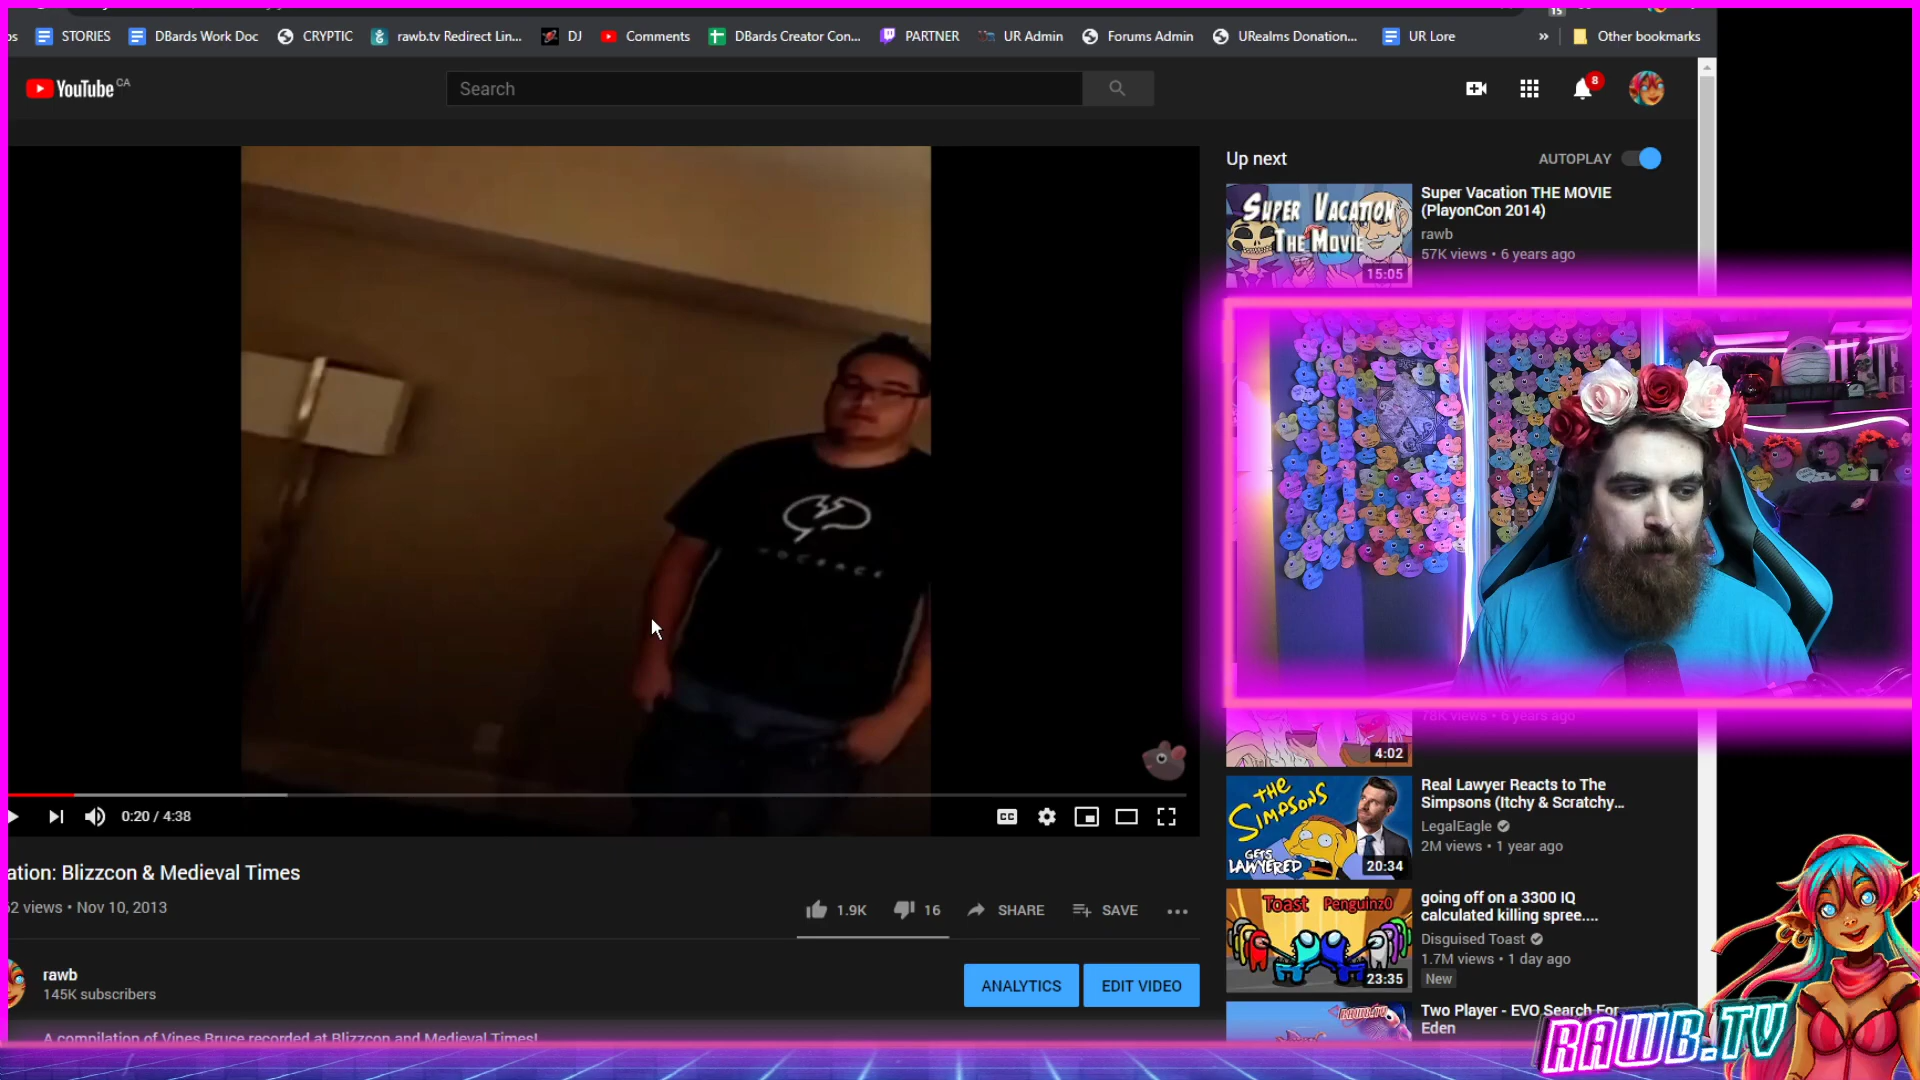 STORIES
DBards Work Doc
CRYPTIC
rawb.tv Redirect Lin...
DJ
Comments
DBards Creator Con...
PARTNER
UR Admin
Forums Admin
URealms Donation...
UR Lore
»
Other bookmarks
YouTube CA
Search
8
Up next
AUTOPLAY
SUPER VACATION
THE MOVIE
15:05
Super Vacation THE MOVIE
(PlayonCon 2014)
rawb
57K views • 6 years ago
78K views • 6 years ago
4:02
THE
SIMPSONS
GETS
LAWYERED
20:34
Real Lawyer Reacts to The
Simpsons (Itchy & Scratchy...
LegalEagle
2M views • 1 year ago
Toast Penguinz0
23:35
going off on a 3300 IQ
calculated killing spree....
Disguised Toast
1.7M views • 1 day ago
New
Two Player - EVO Search For
Eden
0:20 / 4:38
CC
ation: Blizzcon & Medieval Times
52 views • Nov 10, 2013
1.9K
16
SHARE
SAVE
rawb
145K subscribers
ANALYTICS
EDIT VIDEO
A compilation of Vines Bruce recorded at Blizzcon and Medieval Times!
RAWB.TV